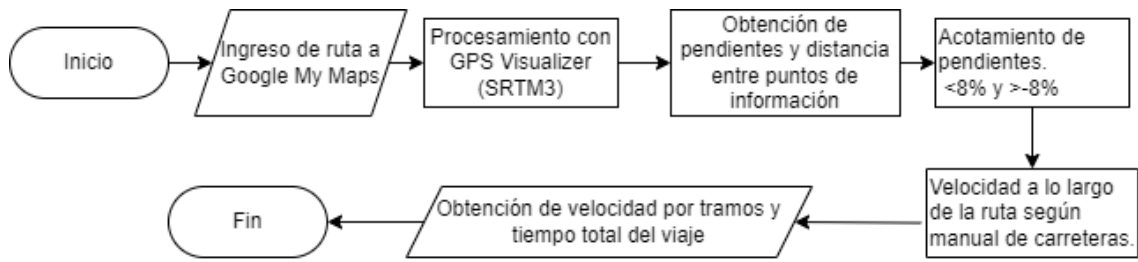 Inicio
Ingreso de ruta a
Google My Maps
Procesamiento con
GPS Visualizer
(SRTM3)
Obtención de
pendientes y distancia
entre puntos de
información
Acotamiento de
pendientes.
<8% y >-8%
Velocidad a lo largo
de la ruta según
manual de carreteras.
Obtención de velocidad por tramos y
tiempo total del viaje
Fin